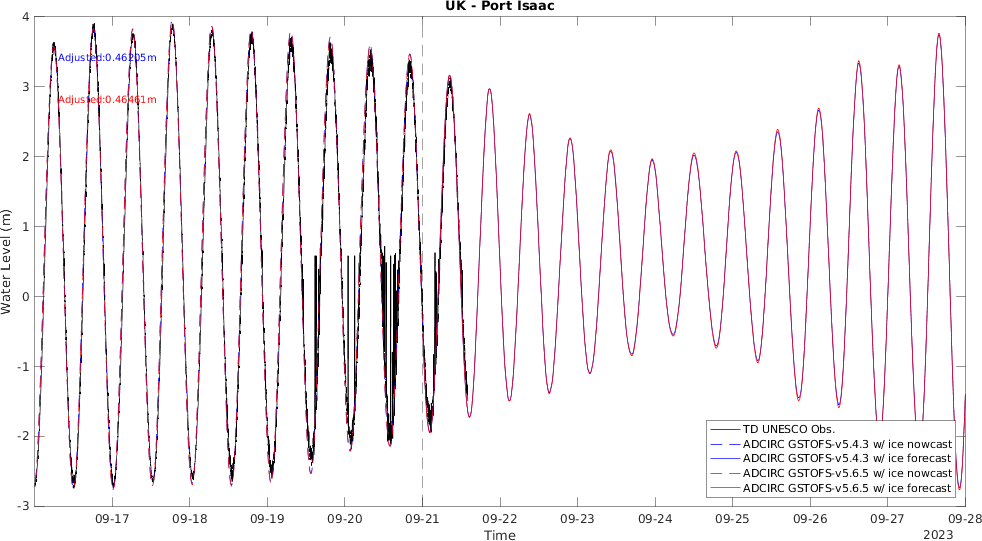 UK - Port Isaac
4
3
2
1
0
-1
-2
-3
Water Level (m)
Adjusted:0.46205m
Adjusted:0.46461m
TD UNESCO Obs.
ADCIRC GSTOFS-v5.4.3 w/ ice nowcast
ADCIRC GSTOFS-v5.4.3 w/ ice forecast
ADCIRC GSTOFS-v5.6.5 w/ ice nowcast
ADCIRC GSTOFS-v5.6.5 w/ ice forecast
09-17 09-18 09-19 09-20 09-21 09-22 09-23 09-24 09-25 09-26 09-27 09-28
Time
2023